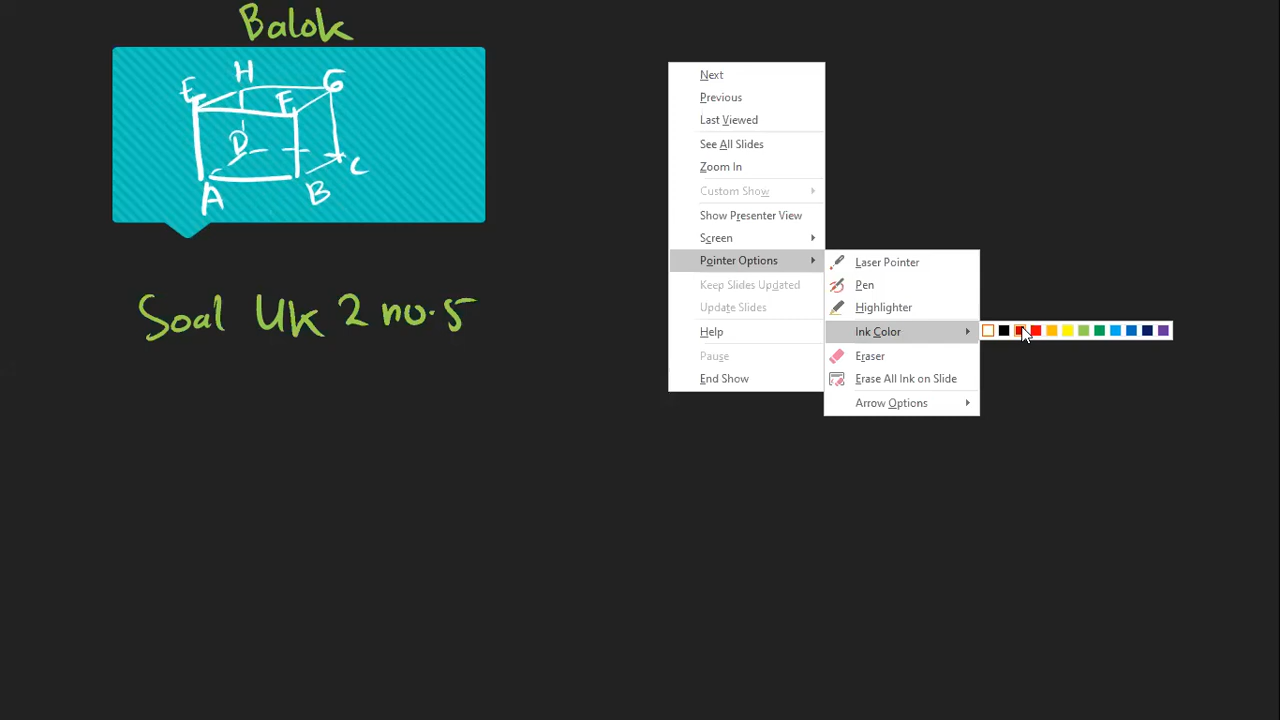 Balok
H G
E F
D
C
A B
Soal Uk 2 no. 5
Next
Previous
Last Viewed
See All Slides
Zoom In
Custom Show
Show Presenter View
Screen
Pointer Options
Keep Slides Updated
Update Slides
Help
Pause
End Show
Laser Pointer
Pen
Highlighter
Ink Color
Eraser
Erase All Ink on Slide
Arrow Options